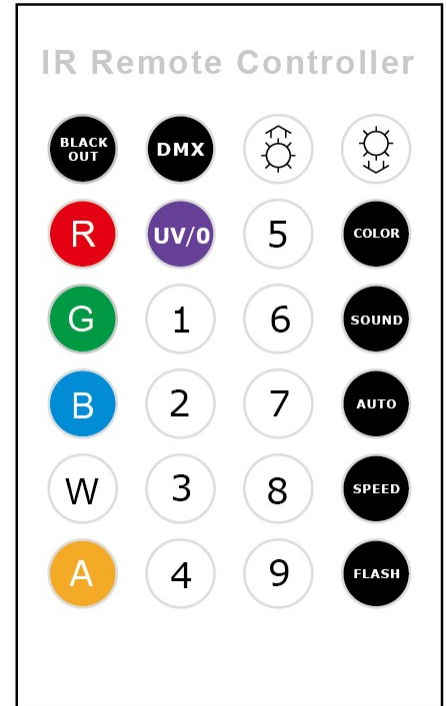 IR Remote Controller
BLACK
OUT
DMX
R
UV/0
5
COLOR
G
1
6
SOUND
B
2
7
AUTO
W
3
8
SPEED
A
4
9
FLASH